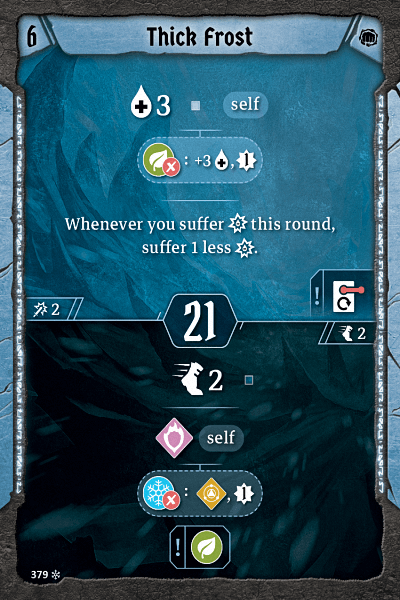 6
Thick Frost
3
self
: +3 , 1
Whenever you suffer this round,
suffer 1 less .
!
2
21
2
2
self
: , 1
!
379